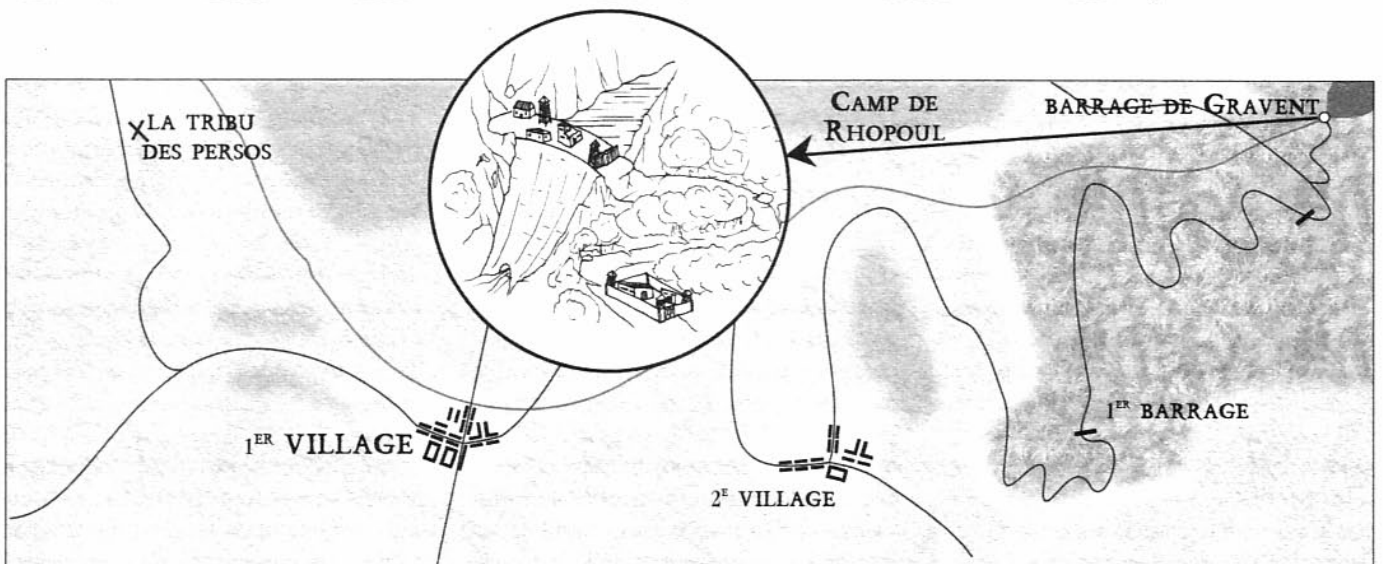 LA TRIBU
DES PERSOS
CAMP DE
RHOPOUL
BARRAGE DE GRAVENT
1ER VILLAGE
2E VILLAGE
1ER BARRAGE